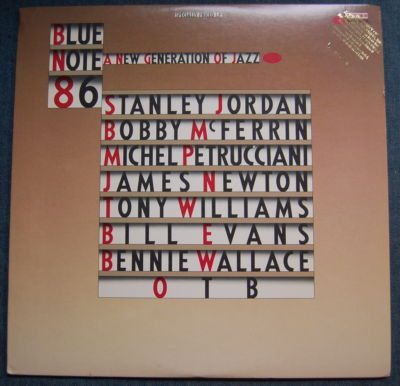 BLUE
NOTE
86
A NEW GENERATION OF JAZZ
STANLEY JORDAN
BOBBY McFERRIN
MICHEL PETRUCCIANI
JAMES NEWTON
TONY WILLIAMS
BILL EVANS
BENNIE WALLACE
OTB